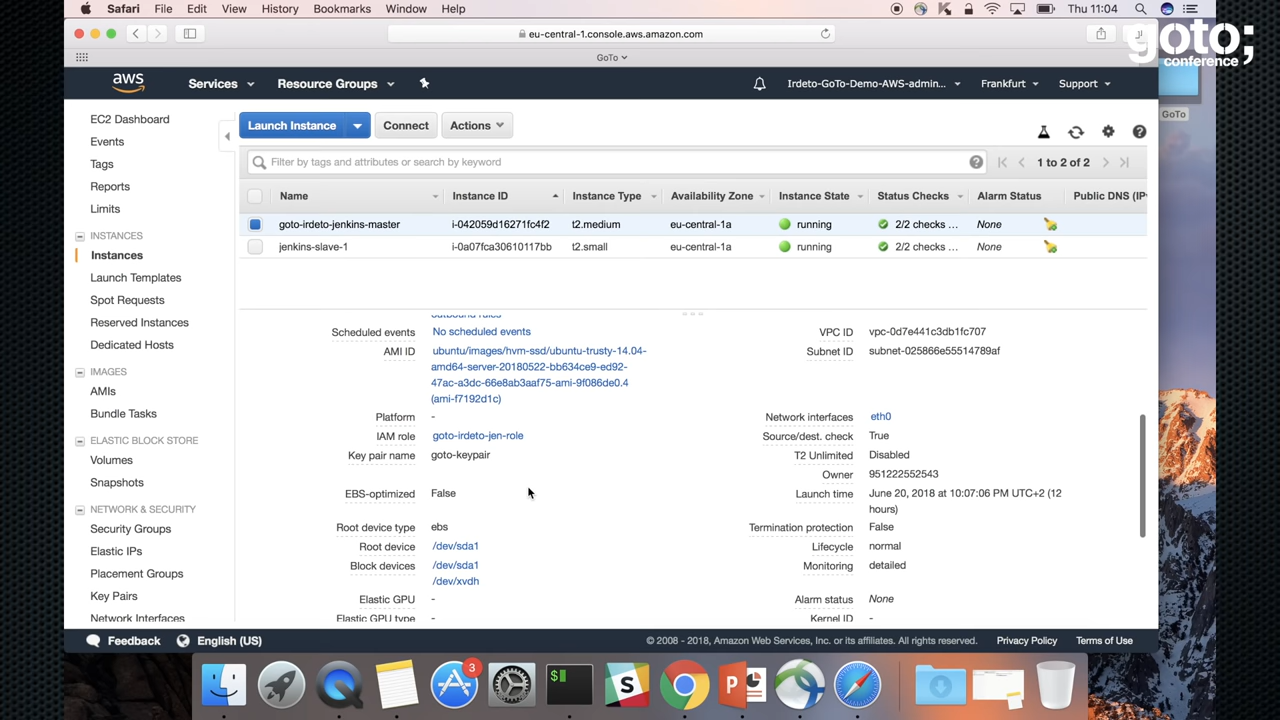 Safari File Edit View History Bookmarks Window Help Thu 11:04
goto;
conference
eu-central-1.console.aws.amazon.com
GoTo
aws Services Resource Groups Irdeto-GoTo-Demo-AWS-admin... Frankfurt Support
GoTo
EC2 Dashboard
Events
Tags
Reports
Limits
INSTANCES
Instances
Launch Templates
Spot Requests
Reserved Instances
Dedicated Hosts
IMAGES
AMIs
Bundle Tasks
ELASTIC BLOCK STORE
Volumes
Snapshots
NETWORK & SECURITY
Security Groups
Elastic IPs
Placement Groups
Key Pairs
Network Interfaces
Launch Instance Connect Actions
Filter by tags and attributes or search by keyword 1 to 2 of 2
Name Instance ID Instance Type Availability Zone Instance State Status Checks Alarm Status Public DNS (IP
goto-irdeto-jenkins-master i-042059d16271fc4f2 t2.medium eu-central-1a running 2/2 checks ... None
jenkins-slave-1 i-0a07fca30610117bb t2.small eu-central-1a running 2/2 checks ... None
outbound rules
Scheduled events No scheduled events VPC ID vpc-0d7e441c3db1fc707
AMI ID ubuntu/images/hvm-ssd/ubuntu-trusty-14.04- Subnet ID subnet-025866e55514789af
amd64-server-20180522-bb634ce9-ed92-
47ac-a3dc-66e8ab3aaf75-ami-9f086de0.4
(ami-f7192d1c)
Platform - Network interfaces eth0
IAM role goto-irdeto-jen-role Source/dest. check True
Key pair name goto-keypair T2 Unlimited Disabled
Owner 951222552543
EBS-optimized False Launch time June 20, 2018 at 10:07:06 PM UTC+2 (12
hours)
Root device type ebs Termination protection False
Root device /dev/sda1 Lifecycle normal
Block devices /dev/sda1 Monitoring detailed
/dev/xvdh
Elastic GPU - Alarm status None
Elastic GPU type - Kernel ID -
Feedback English (US) © 2008 - 2018, Amazon Web Services, Inc. or its affiliates. All rights reserved. Privacy Policy Terms of Use
3